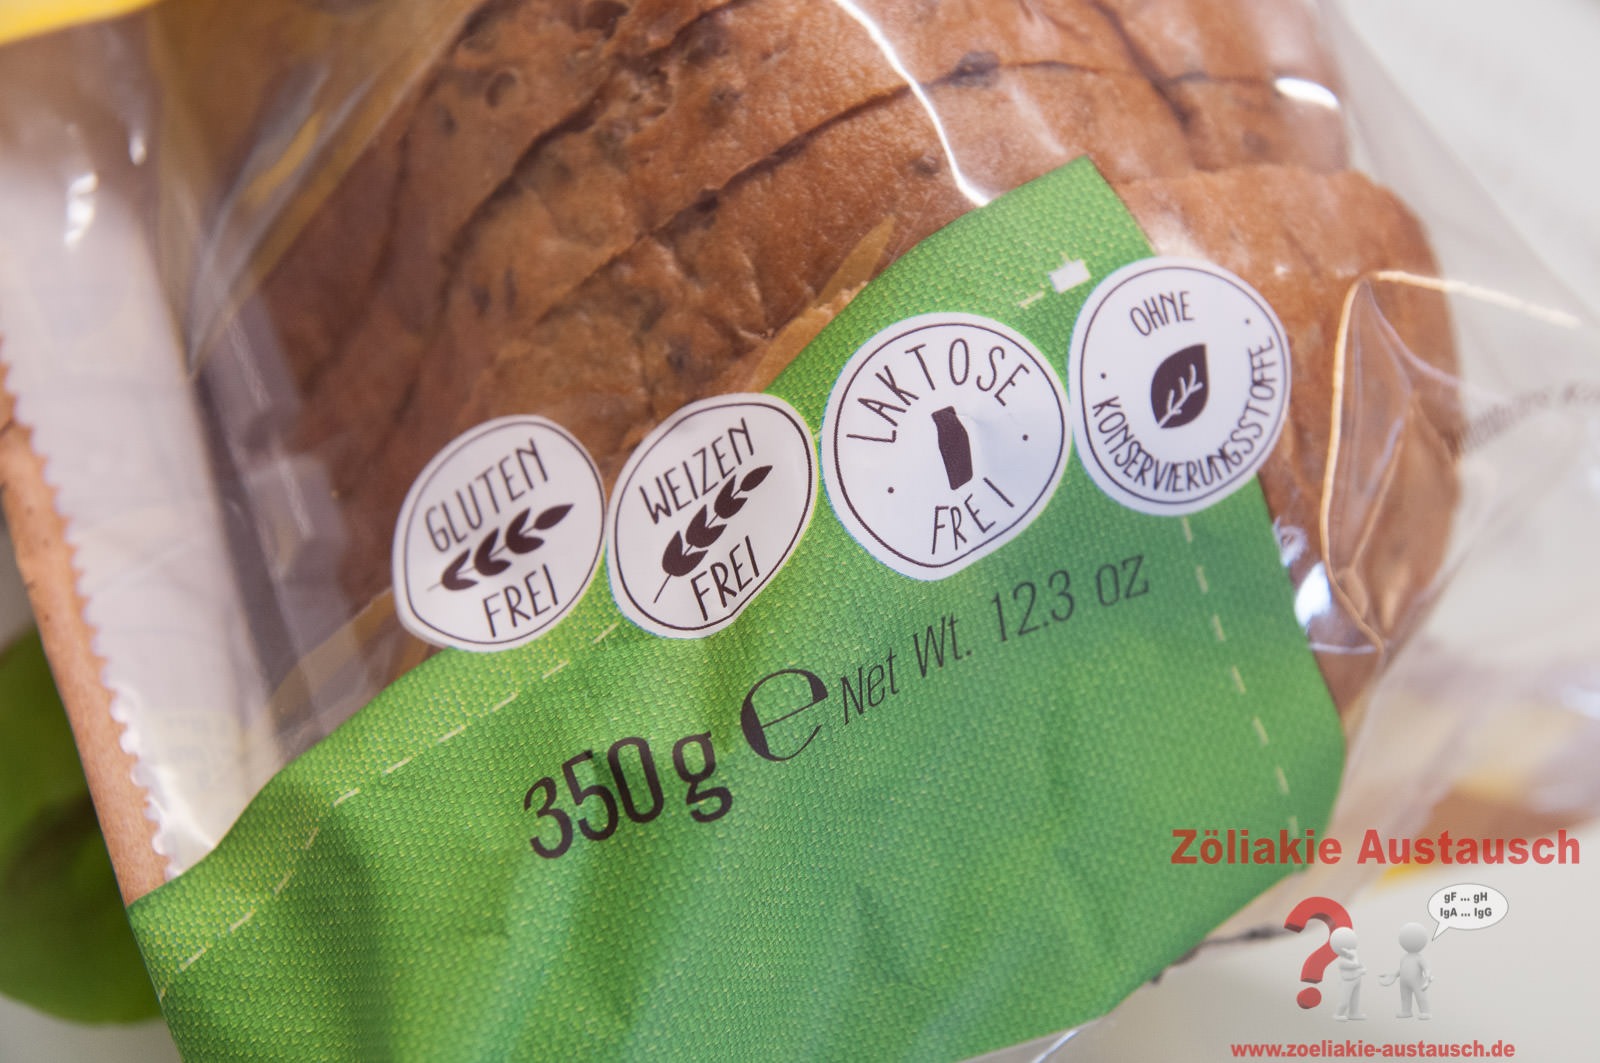 GLUTEN
FREI
WEIZEN
FREI
LAKTOSE
FREI
OHNE
KONSERVIERUNGSSTOFFE
350g e Net Wt. 12.3 oz
Zöliakie Austausch
?
gF ... gH
IgA ... IgG
www.zoeliakie-austausch.de